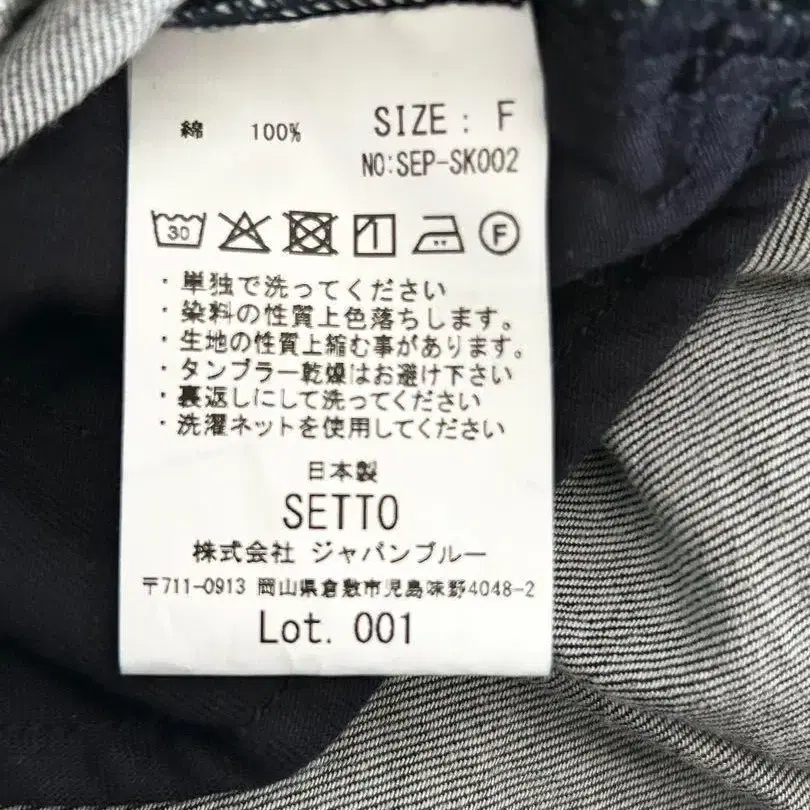 綿 100% SIZE: F
NO:SEP-SK002
30 F
・単独で洗ってください
・染料の性質上色落ちします。
・生地の性質上縮む事があります。
・タンブラー乾燥はお避け下さい
・裏返しにして洗ってください
・洗濯ネットを使用してください
日本製
SETTO
株式会社 ジャパンブルー
〒711-0913 岡山県倉敷市児島味野4048-2
Lot. 001